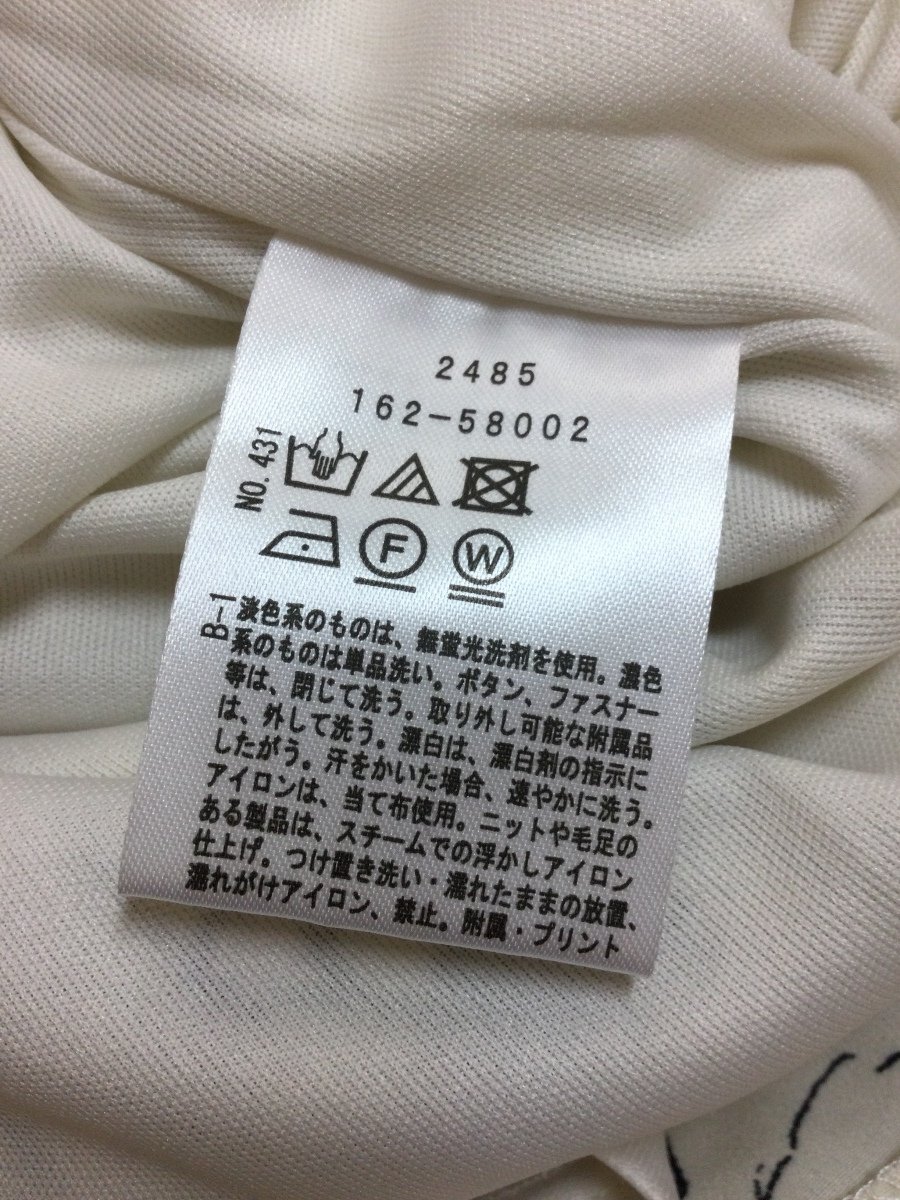 2485
162-58002
NO. 431
F
W
B-1
淡色系のものは、無蛍光洗剤を使用。濃色
系のものは単品洗い。ボタン、ファスナー
等は、閉じて洗う。取り外し可能な附属品
は、外して洗う。漂白は、漂白剤の指示に
したがう。汗をかいた場合、速やかに洗う。
アイロンは、当て布使用。ニットや毛足の
ある製品は、スチームでの浮かしアイロン
仕上げ。つけ置き洗い・濡れたままの放置、
濡れがけアイロン、禁止。附属・プリント